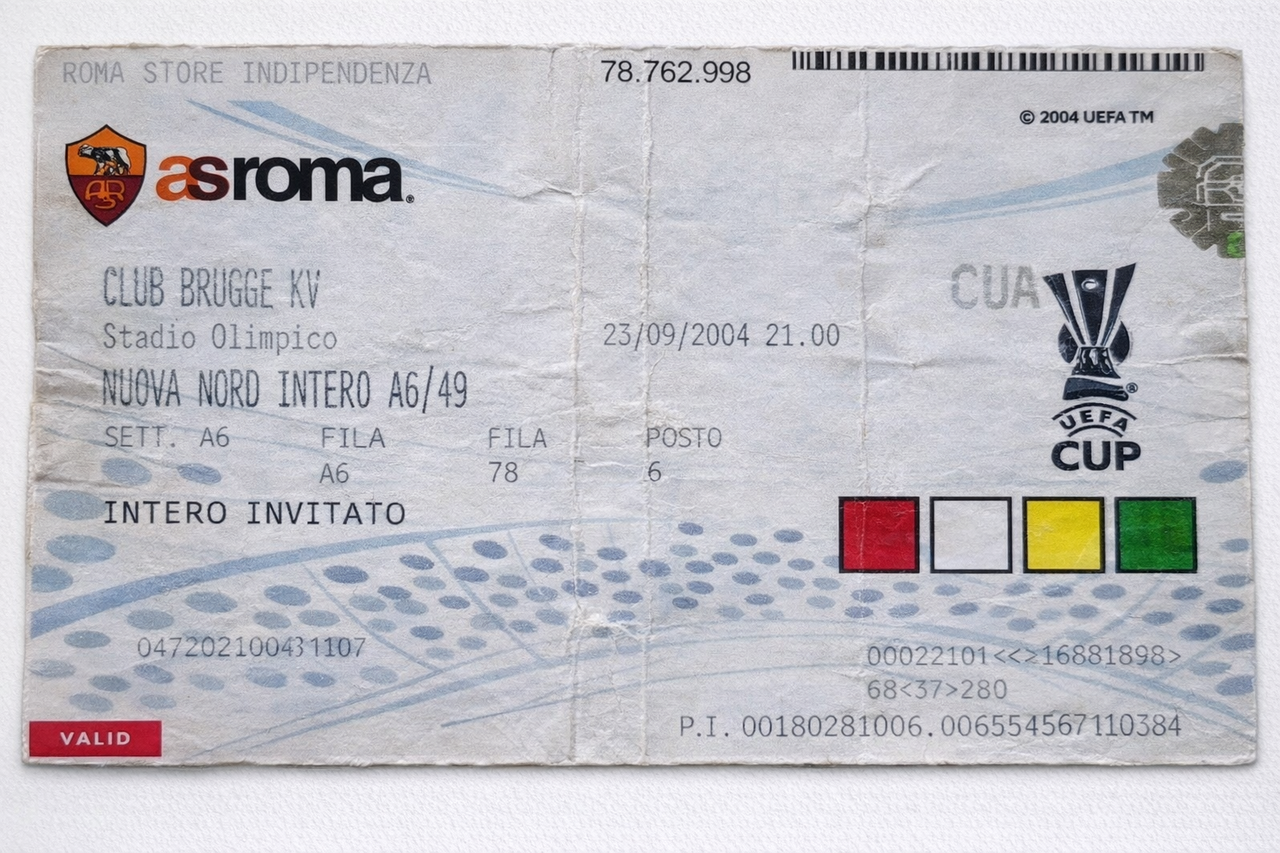 ROMA STORE INDIPENDENZA 78.762.998
© 2004 UEFA TM
asroma®
CLUB BRUGGE KV CUA
Stadio Olimpico 23/09/2004 21.00
NUOVA NORD INTERO A6/49
UEFA
CUP
SETT. A6 FILA FILA POSTO
A6 78 6
INTERO INVITATO
047202100431107
00022101<<≥16881898>
68<37>280
P.I. 00180281006.006554567110384
VALID